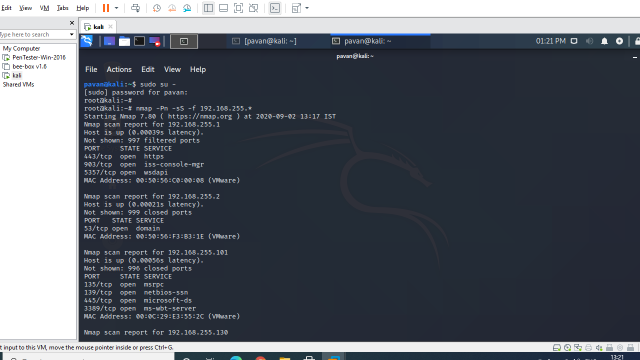 Edit View VM Tabs Help
Type here to search
My Computer
PenTester-Win-2016
bee-box v1.6
kali
Shared VMs
kali
[pavan@kali: ~]
pavan@kali: ~
01:21 PM
pavan@kali: ~
File Actions Edit View Help
pavan@kali:~$ sudo su -
[sudo] password for pavan:
root@kali:~#
root@kali:~# nmap -Pn -sS -f 192.168.255.*
Starting Nmap 7.80 ( https://nmap.org ) at 2020-09-02 13:17 IST
Nmap scan report for 192.168.255.1
Host is up (0.00039s latency).
Not shown: 997 filtered ports
PORT STATE SERVICE
443/tcp open https
903/tcp open iss-console-mgr
5357/tcp open wsdapi
MAC Address: 00:50:56:C0:00:08 (VMware)
Nmap scan report for 192.168.255.2
Host is up (0.00021s latency).
Not shown: 999 closed ports
PORT STATE SERVICE
53/tcp open domain
MAC Address: 00:50:56:F3:B3:1E (VMware)
Nmap scan report for 192.168.255.101
Host is up (0.00056s latency).
Not shown: 996 closed ports
PORT STATE SERVICE
135/tcp open msrpc
139/tcp open netbios-ssn
445/tcp open microsoft-ds
3389/tcp open ms-wbt-server
MAC Address: 00:0C:29:E3:55:2C (VMware)
Nmap scan report for 192.168.255.130
t input to this VM, move the mouse pointer inside or press Ctrl+G.
13:21